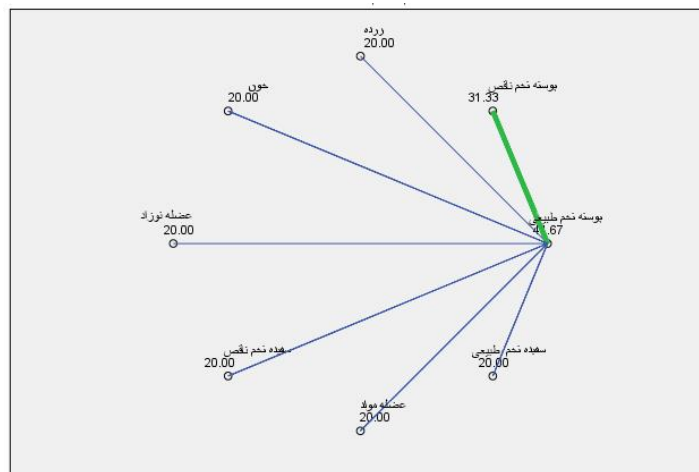 زرده
20.00
خون
20.00
پوسته تخم ناقص
31.33
عضله نوزاد
20.00
پوسته تخم طبیعی
سفیده تخم ناقص
20.00
سفیده تخم طبیعی
20.00
عضله مولد
20.00